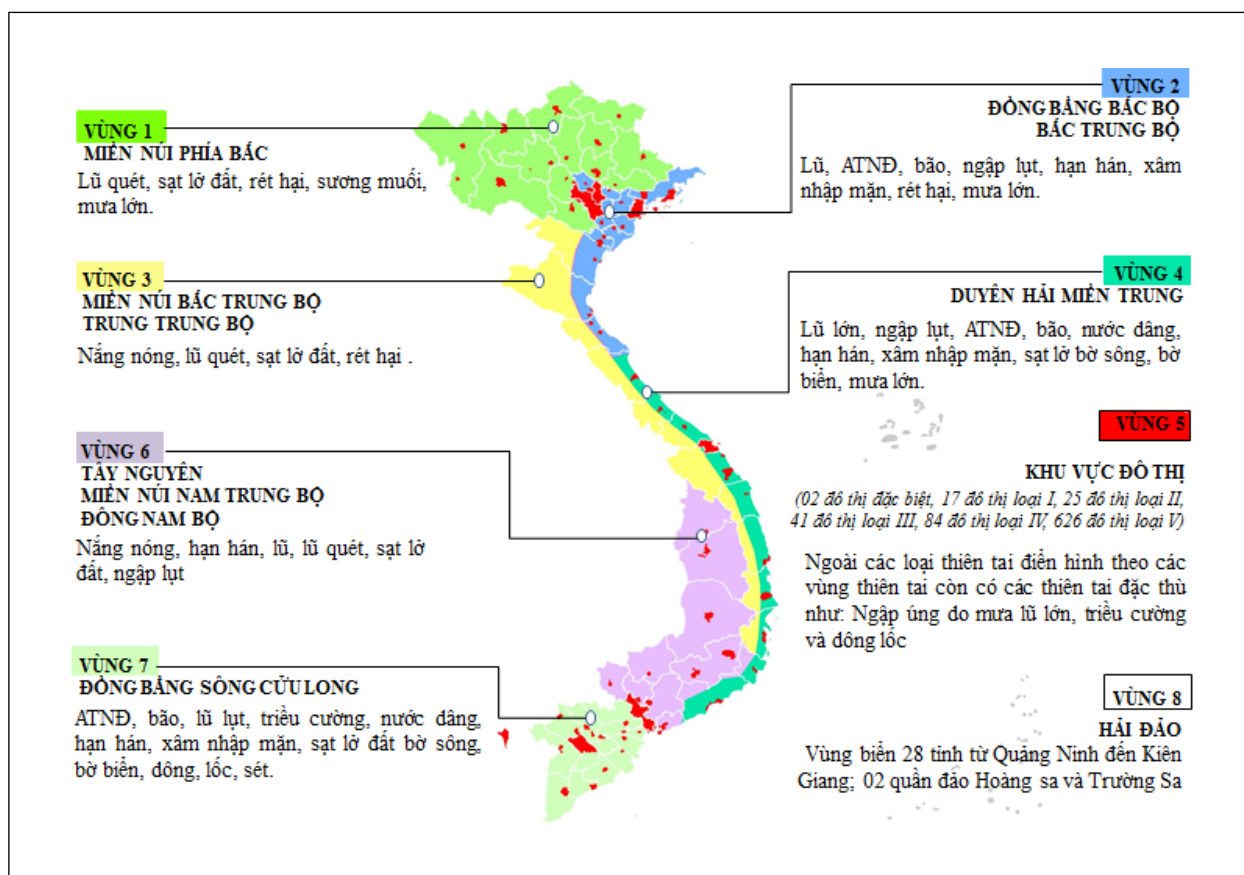 VÙNG 1
MIỀN NÚI PHÍA BẮC
Lũ quét, sạt lở đất, rét hại, sương muối,
mưa lớn.
VÙNG 2
ĐỒNG BẰNG BẮC BỘ
BẮC TRUNG BỘ
Lũ, ATNĐ, bão, ngập lụt, hạn hán, xâm
nhập mặn, rét hại, mưa lớn.
VÙNG 3
MIỀN NÚI BẮC TRUNG BỘ
TRUNG TRUNG BỘ
Nắng nóng, lũ quét, sạt lở đất, rét hại .
VÙNG 4
DUYÊN HẢI MIỀN TRUNG
Lũ lớn, ngập lụt, ATNĐ, bão, nước dâng,
hạn hán, xâm nhập mặn, sạt lở bờ sông, bờ
biển, mưa lớn.
VÙNG 5
KHU VỰC ĐÔ THỊ
(02 đô thị đặc biệt, 17 đô thị loại I, 25 đô thị loại II,
41 đô thị loại III, 84 đô thị loại IV, 626 đô thị loại V)
Ngoài các loại thiên tai điển hình theo các
vùng thiên tai còn có các thiên tai đặc thù
như: Ngập úng do mưa lũ lớn, triều cường
và dông lốc
VÙNG 6
TÂY NGUYÊN
MIỀN NÚI NAM TRUNG BỘ
ĐÔNG NAM BỘ
Nắng nóng, hạn hán, lũ, lũ quét, sạt lở
đất, ngập lụt
VÙNG 7
ĐỒNG BẰNG SÔNG CỬU LONG
ATNĐ, bão, lũ lụt, triều cường, nước dâng,
hạn hán, xâm nhập mặn, sạt lở đất bờ sông,
bờ biển, dông, lốc, sét.
VÙNG 8
HẢI ĐẢO
Vùng biển 28 tỉnh từ Quảng Ninh đến Kiên
Giang; 02 quần đảo Hoàng sa và Trường Sa